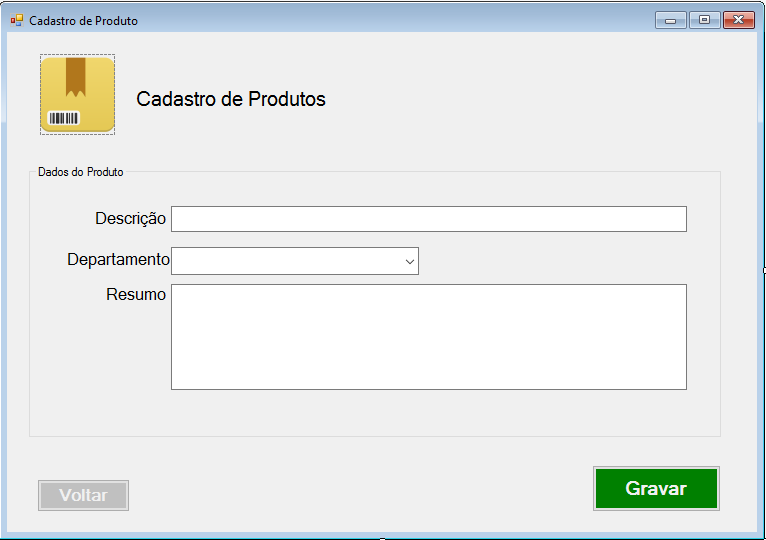 Cadastro de Produto
Cadastro de Produtos
Dados do Produto
Descrição
Departamento
Resumo
Voltar
Gravar